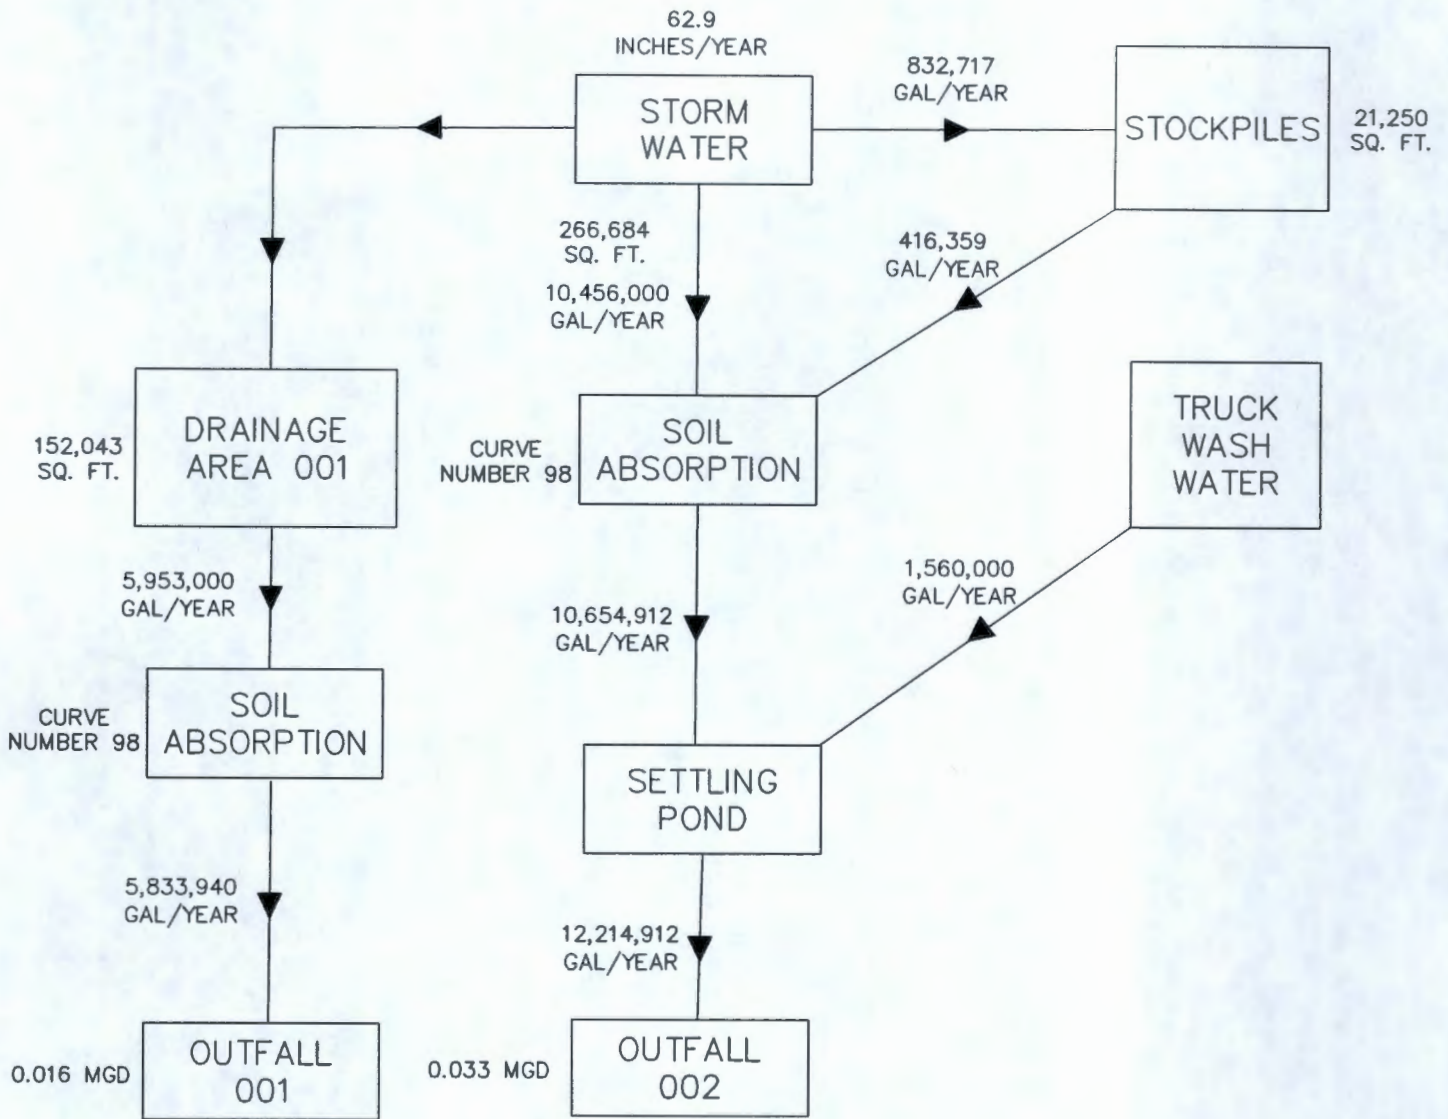 62.9
INCHES/YEAR
STORM
WATER
832,717
GAL/YEAR
STOCKPILES
21,250
SQ. FT.
266,684
SQ. FT.
10,456,000
GAL/YEAR
416,359
GAL/YEAR
152,043
SQ. FT.
DRAINAGE
AREA 001
CURVE
NUMBER 98
SOIL
ABSORPTION
TRUCK
WASH
WATER
5,953,000
GAL/YEAR
10,654,912
GAL/YEAR
1,560,000
GAL/YEAR
CURVE
NUMBER 98
SOIL
ABSORPTION
SETTLING
POND
5,833,940
GAL/YEAR
12,214,912
GAL/YEAR
0.016 MGD
OUTFALL
001
0.033 MGD
OUTFALL
002